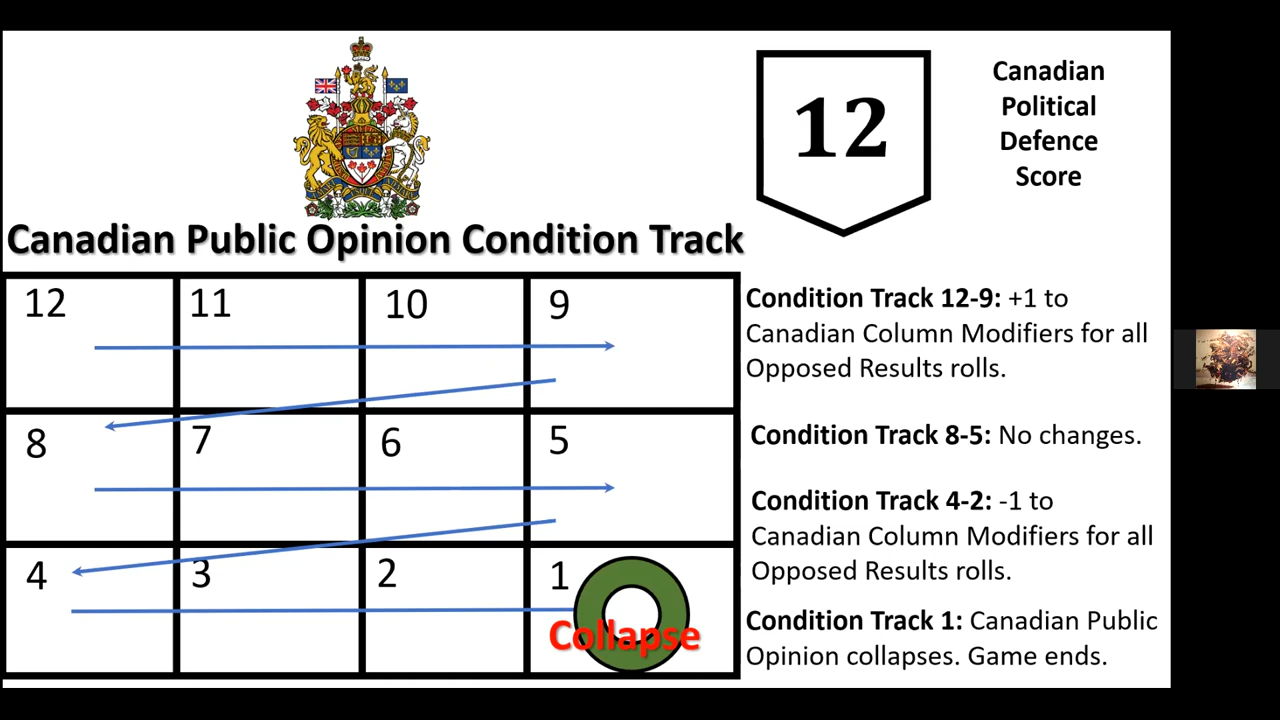 12
Canadian
Political
Defence
Score
Canadian Public Opinion Condition Track
12 11 10 9
8 7 6 5
4 3 2 1
Collapse
Condition Track 12-9: +1 to
Canadian Column Modifiers for all
Opposed Results rolls.
Condition Track 8-5: No changes.
Condition Track 4-2: -1 to
Canadian Column Modifiers for all
Opposed Results rolls.
Condition Track 1: Canadian Public
Opinion collapses. Game ends.